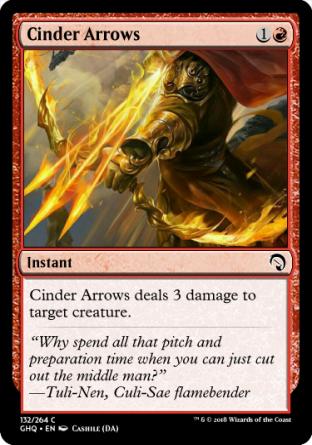 Cinder Arrows 1
Instant
Cinder Arrows deals 3 damage to
target creature.
“Why spend all that pitch and
preparation time when you can just cut
out the middle man?”
—Tuli-Nen, Culi-Sae flamebender
132/264 C
GHQ • EN CASHILE (DA)
™ & © 2018 Wizards of the Coast